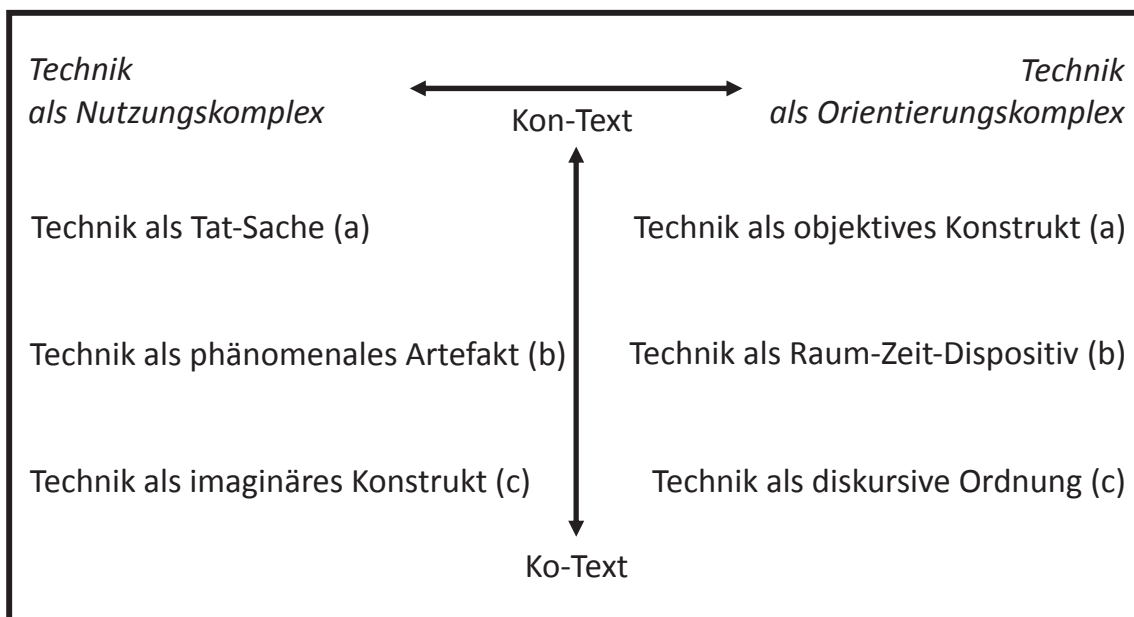 Technik
als Nutzungskomplex
Kon-Text
Technik
als Orientierungskomplex
Technik als Tat-Sache (a)
Technik als objektives Konstrukt (a)
Technik als phänomenales Artefakt (b)
Technik als Raum-Zeit-Dispositiv (b)
Technik als imaginäres Konstrukt (c)
Technik als diskursive Ordnung (c)
Ko-Text